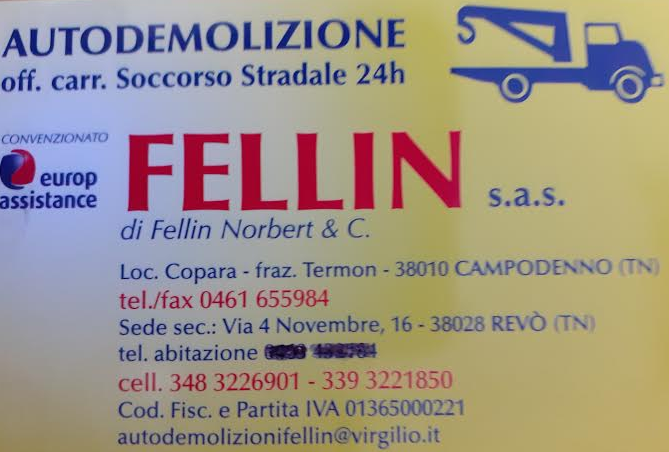 AUTODEMOLIZIONE
off. carr. Soccorso Stradale 24h
CONVENZIONATO
europ
assistance
FELLIN s.a.s.
di Fellin Norbert & C.
Loc. Copara - fraz. Termon - 38010 CAMPODENNO (TN)
tel./fax 0461 655984
Sede sec.: Via 4 Novembre, 16 - 38028 REVÒ (TN)
tel. abitazione
cell. 348 3226901 - 339 3221850
Cod. Fisc. e Partita IVA 01365000221
autodemolizionifellin@virgilio.it